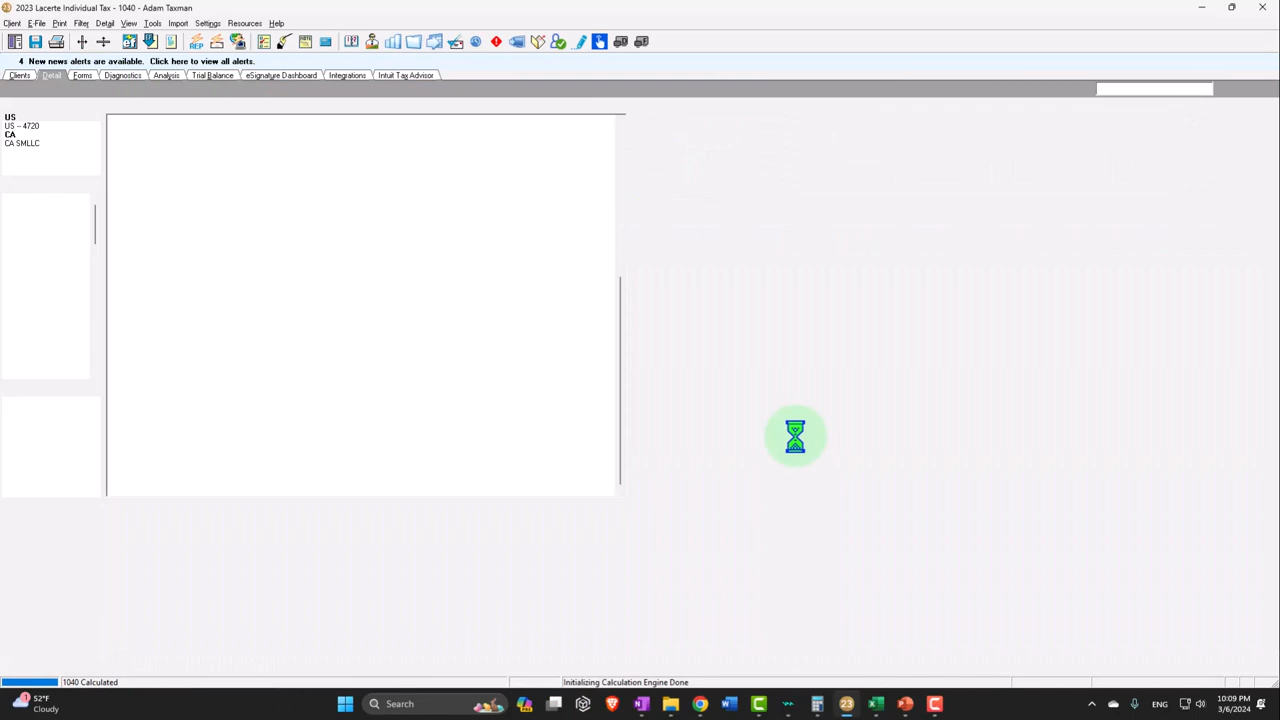 2023 Lacerte Individual Tax - 1040 - Adam Taxman
Client E-File Print Filter Detail View Tools Import Settings Resources Help
4 New news alerts are available. Click here to view all alerts.
Clients Detail Forms Diagnostics Analysis Trial Balance eSignature Dashboard Integrations Intuit Tax Advisor
US
US -- 4720
CA
CA SMLLC
1040 Calculated Initializing Calculation Engine Done
52°F
Cloudy
Search
ENG
10:09 PM
3/6/2024